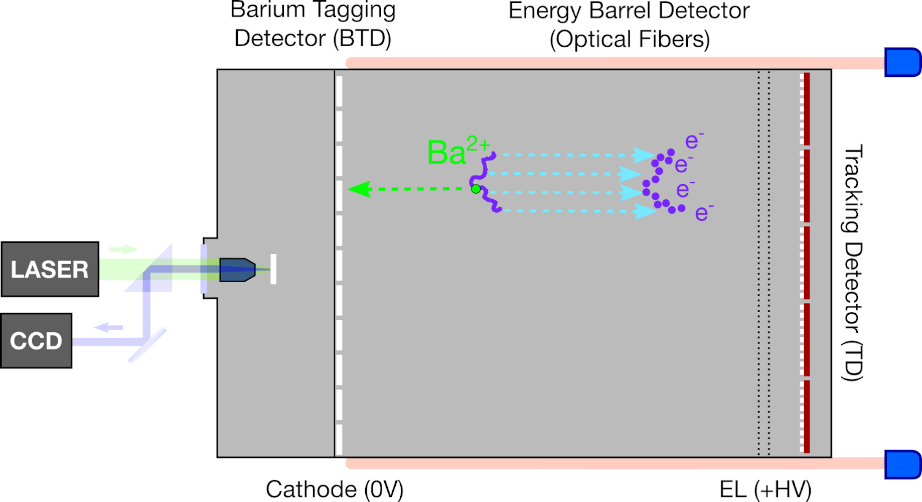 Barium Tagging
Detector (BTD)
Energy Barrel Detector
(Optical Fibers)
Ba2+
e-
e-
e-
e-
LASER
CCD
Tracking Detector (TD)
Cathode (0V)
EL (+HV)